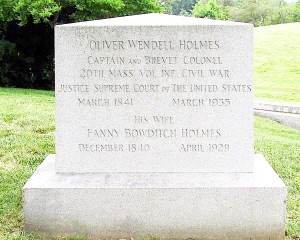 OLIVER WENDELL HOLMES
CAPTAIN AND BREVET COLONEL
20TH MASS. VOL. INF., CIVIL WAR
JUSTICE SUPREME COURT OF THE UNITED STATES
MARCH 1841 MARCH 1935
HIS WIFE
FANNY BOWDITCH HOLMES
DECEMBER 1840 APRIL 1929